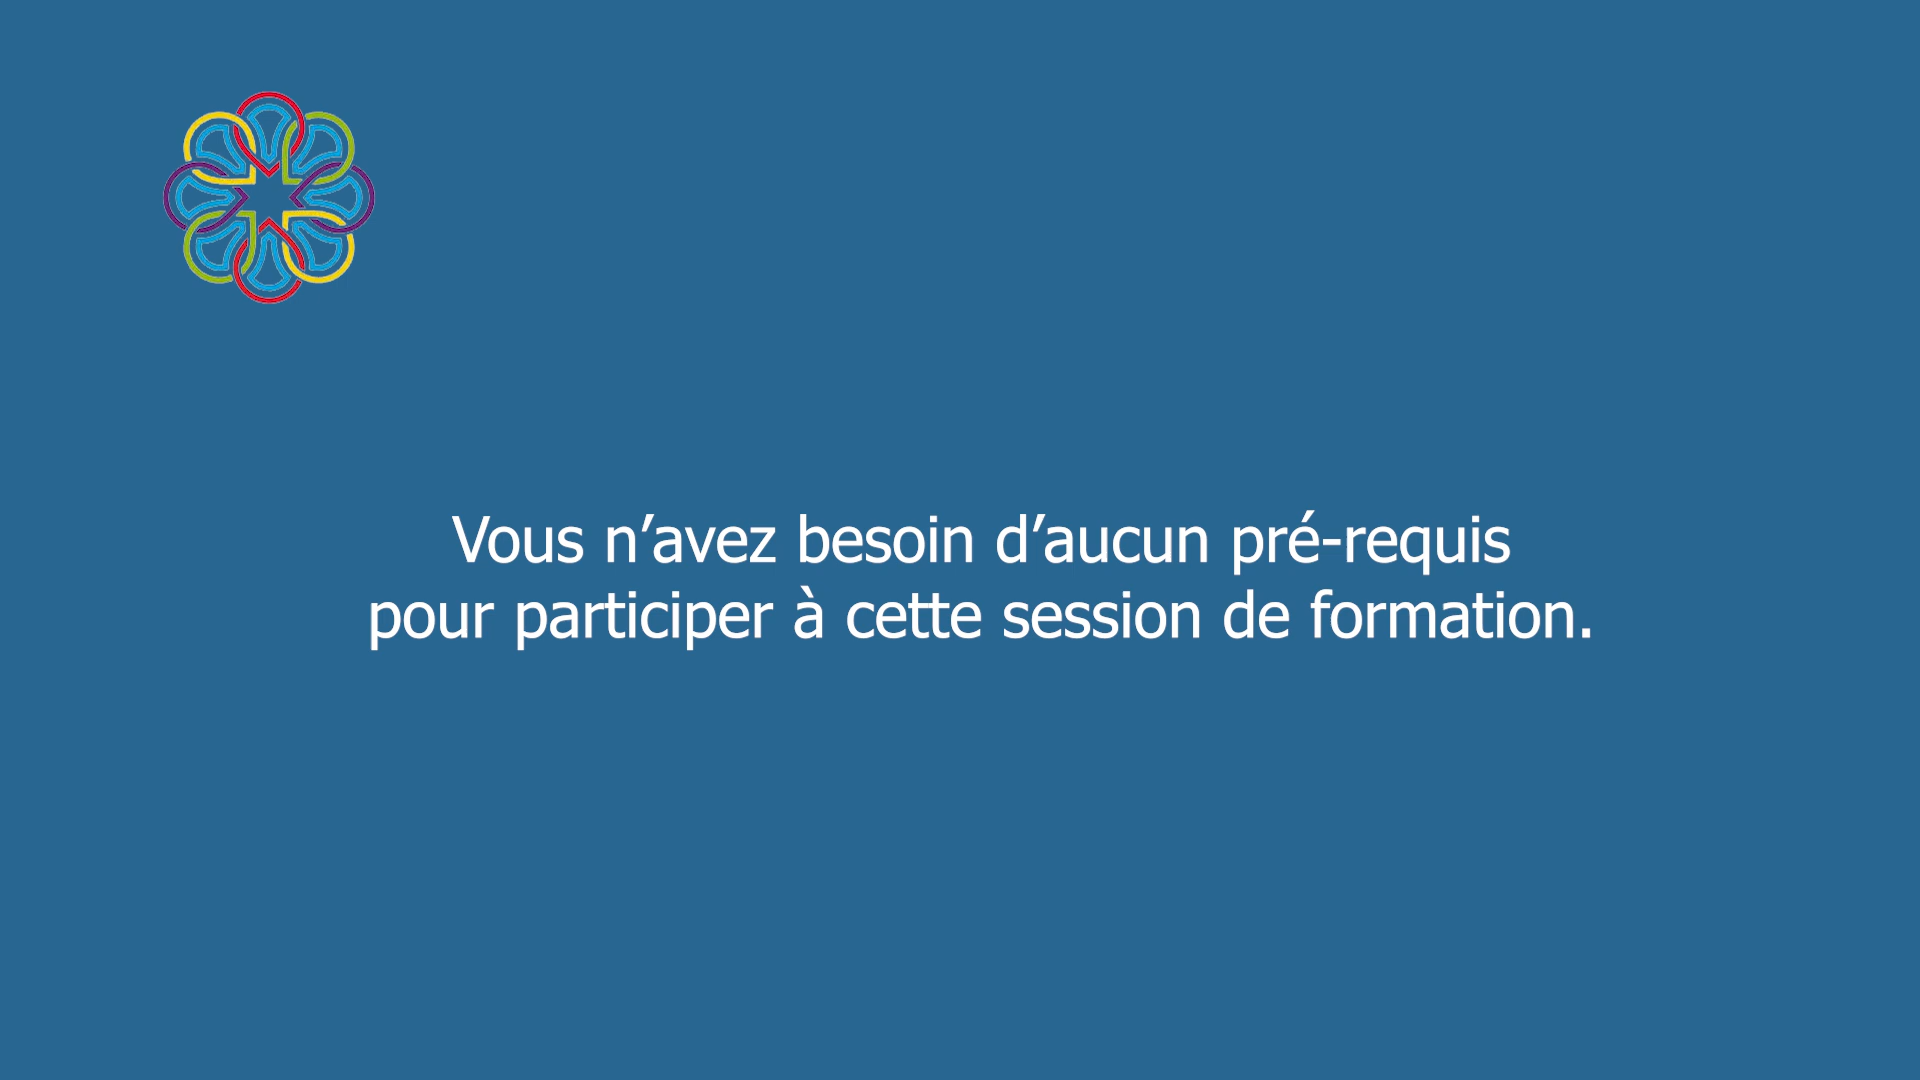 Vous n’avez besoin d’aucun pré-requis
pour participer à cette session de formation.